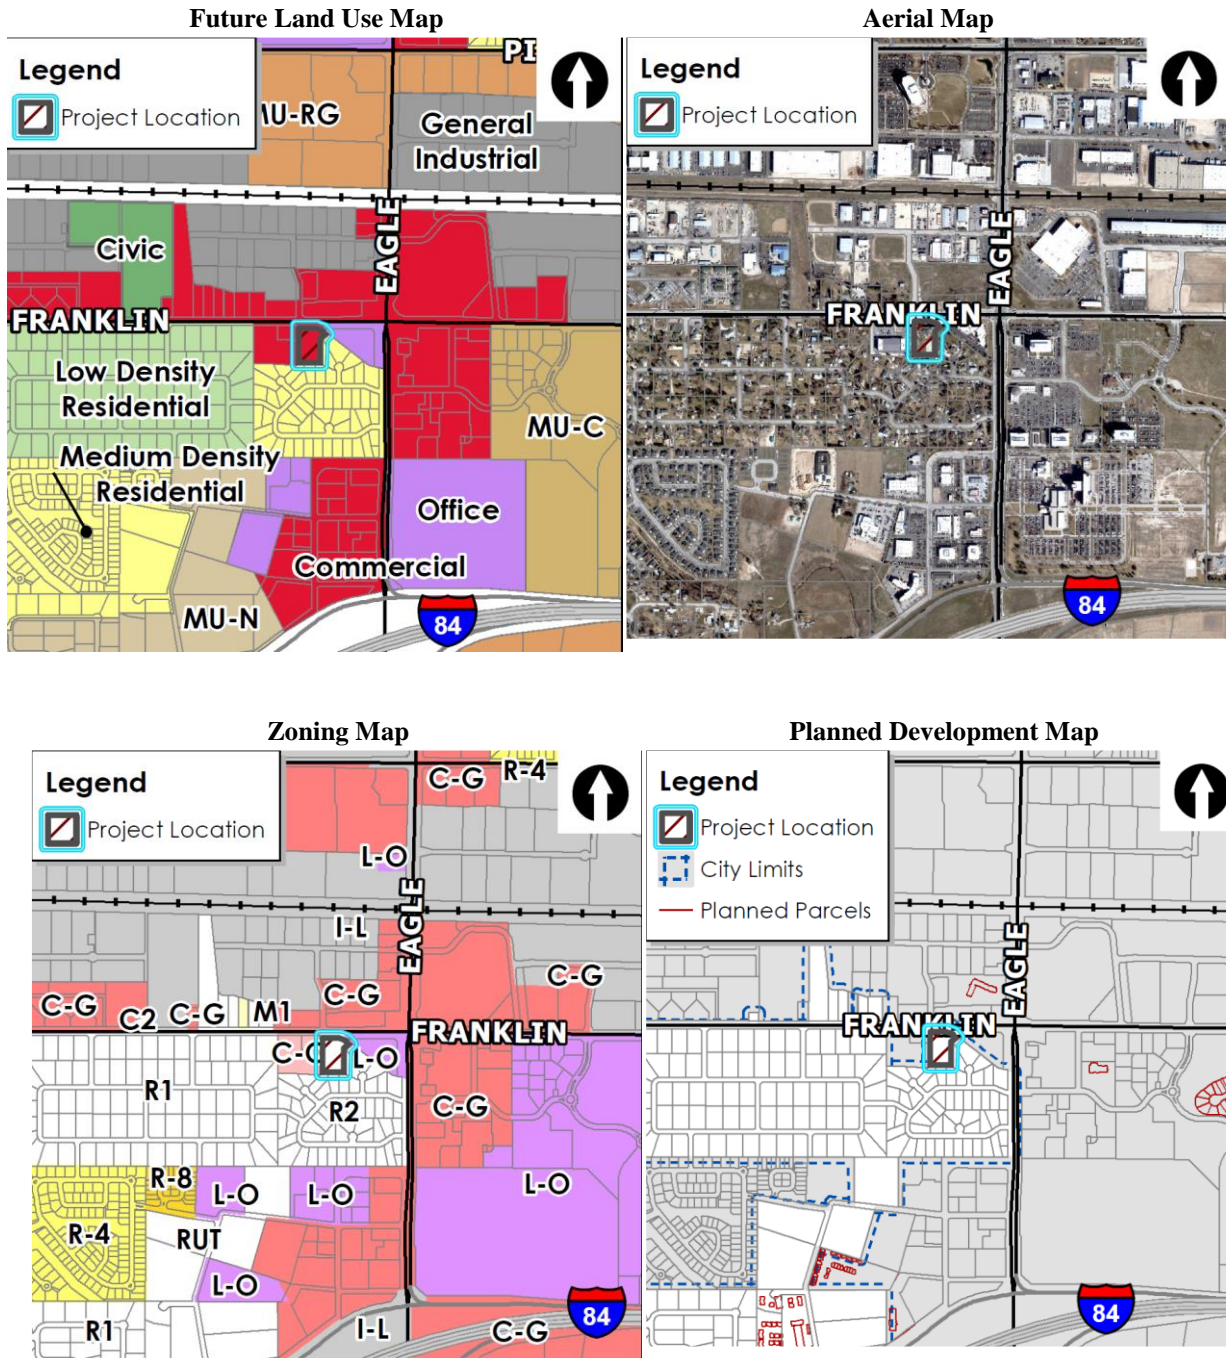 Future Land Use Map
Legend
Project Location
MU-RG
PI
General
Industrial
Civic
EAGLE
FRANKLIN
Low Density
Residential
MU-C
Medium Density
Residential
Office
Commercial
MU-N
84
Aerial Map
Legend
Project Location
EAGLE
FRANKLIN
84
Zoning Map
Legend
Project Location
C-G
R-4
L-O
EAGLE
I-L
C-G
C-G
C-G
C2
C-G
M1
FRANKLIN
C-G
L-O
R1
R2
C-G
R-8
L-O
L-O
L-O
R-4
RUT
L-O
R1
I-L
C-G
84
Planned Development Map
Legend
Project Location
City Limits
Planned Parcels
EAGLE
FRANKLIN
84